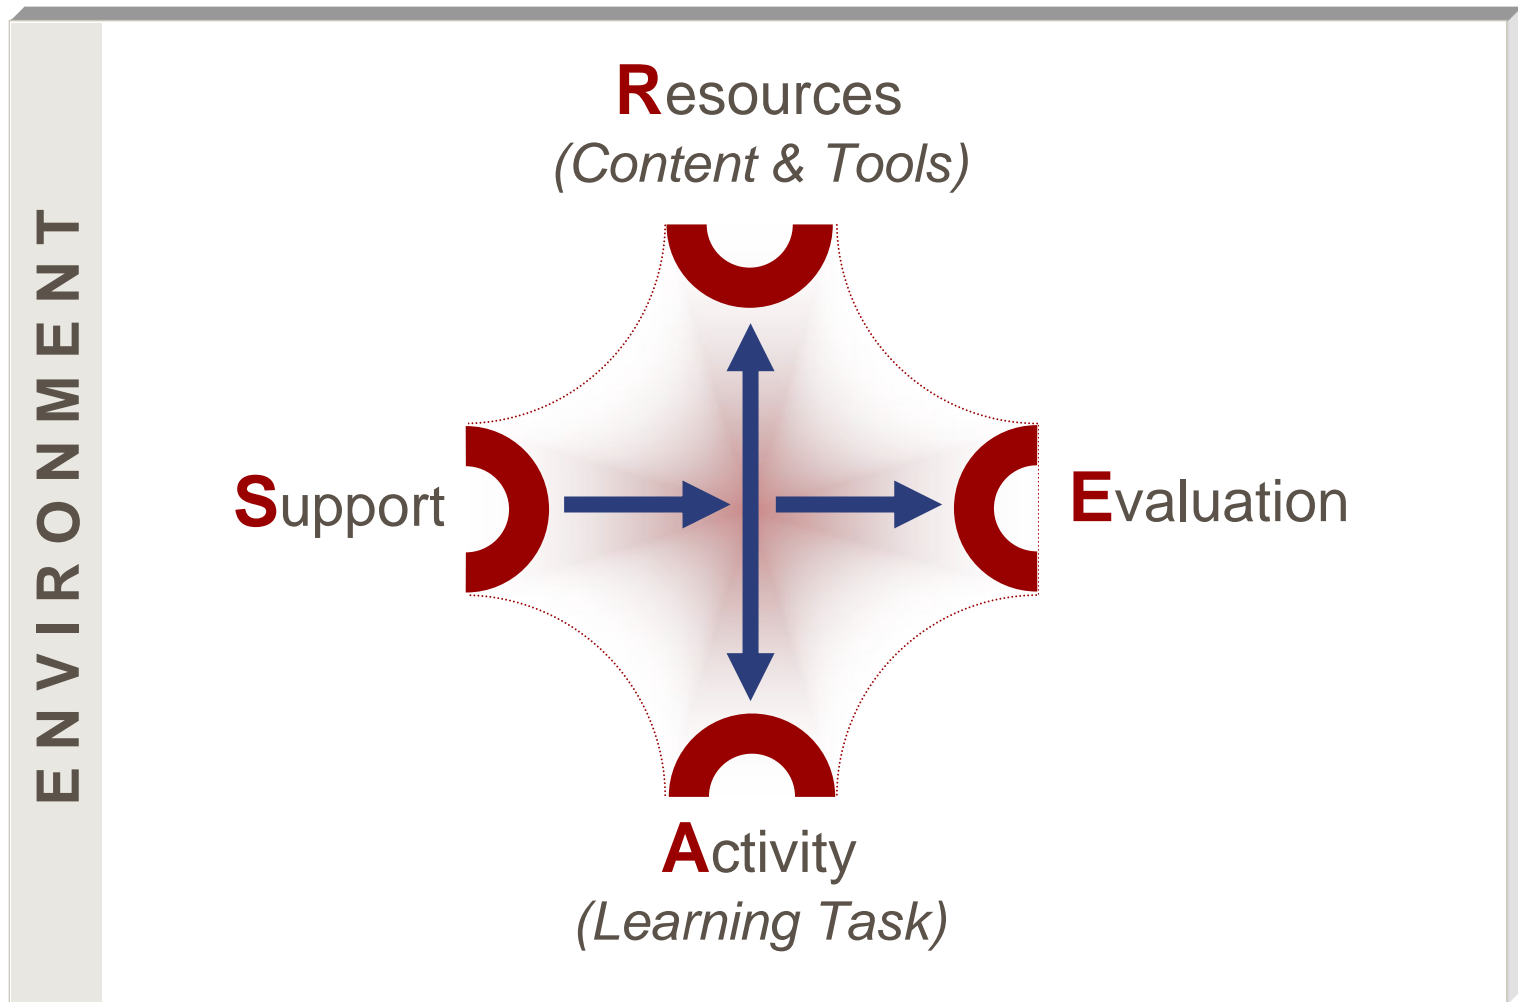 ENVIRONMENT
Resources
(Content & Tools)
Support
Evaluation
Activity
(Learning Task)